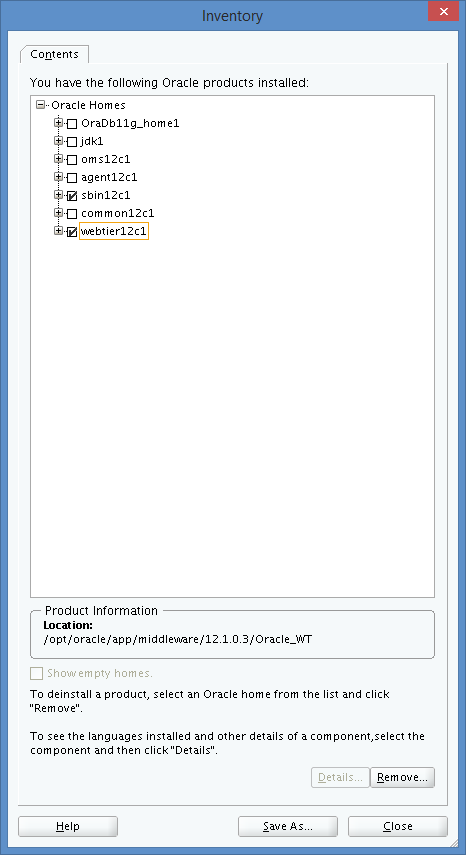 Inventory
Contents
You have the following Oracle products installed:
Oracle Homes
OraDb11g_home1
jdk1
oms12c1
agent12c1
sbin12c1
common12c1
webtier12c1
Product Information
Location:
/opt/oracle/app/middleware/12.1.0.3/Oracle_WT
Show empty homes.
To deinstall a product, select an Oracle home from the list and click
"Remove".
To see the languages installed and other details of a component,select the
component and then click "Details".
Details... Remove...
Help Save As... Close